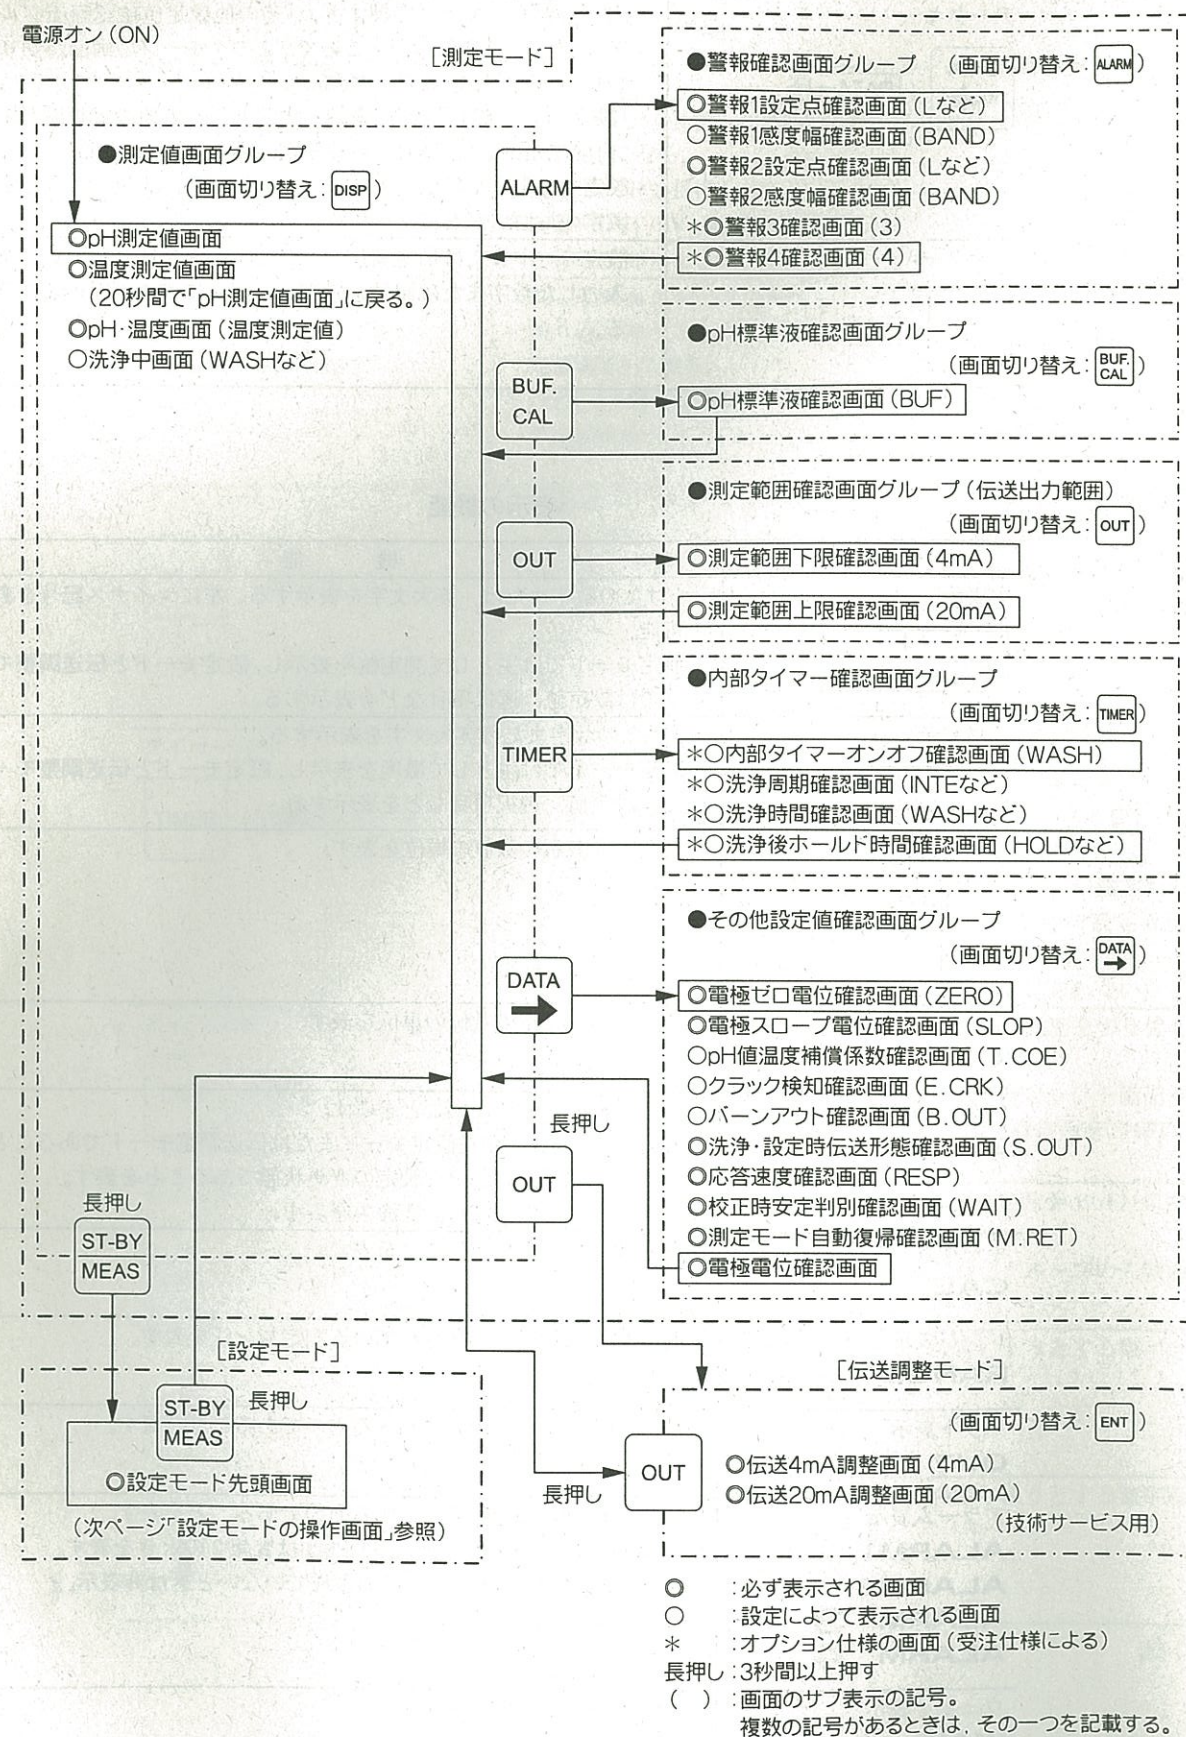 電源オン(ON)
[測定モード]
●測定値画面グループ
(画面切り替え:DISP)
◎pH測定値画面
◎温度測定値画面
(20秒間で「pH測定値画面」に戻る。)
◎pH・温度画面(温度測定値)
○洗浄中画面(WASHなど)
ALARM
●警報確認画面グループ (画面切り替え:ALARM)
◎警報1設定点確認画面(Lなど)
○警報1感度幅確認画面(BAND)
◎警報2設定点確認画面(Lなど)
○警報2感度幅確認画面(BAND)
*◎警報3確認画面(3)
*◎警報4確認画面(4)
BUF.
CAL
●pH標準液確認画面グループ
(画面切り替え:BUF. CAL)
◎pH標準液確認画面(BUF)
OUT
●測定範囲確認画面グループ(伝送出力範囲)
(画面切り替え:OUT)
◎測定範囲下限確認画面(4mA)
◎測定範囲上限確認画面(20mA)
TIMER
●内部タイマー確認画面グループ
(画面切り替え:TIMER)
*○内部タイマーオンオフ確認画面(WASH)
*○洗浄周期確認画面(INTEなど)
*○洗浄時間確認画面(WASHなど)
*○洗浄後ホールド時間確認画面(HOLDなど)
DATA
➡
●その他設定値確認画面グループ
(画面切り替え:DATA ➡)
◎電極ゼロ電位確認画面(ZERO)
◎電極スロープ電位確認画面(SLOP)
○pH値温度補償係数確認画面(T.COE)
○クラック検知確認画面(E.CRK)
○バーンアウト確認画面(B.OUT)
◎洗浄・設定時伝送形態確認画面(S.OUT)
◎応答速度確認画面(RESP)
◎校正時安定判別確認画面(WAIT)
◎測定モード自動復帰確認画面(M.RET)
◎電極電位確認画面
長押し
OUT
長押し
ST-BY
MEAS
[設定モード]
ST-BY
MEAS
長押し
◎設定モード先頭画面
(次ページ「設定モードの操作画面」参照)
[伝送調整モード]
(画面切り替え:ENT)
OUT
長押し
◎伝送4mA調整画面(4mA)
◎伝送20mA調整画面(20mA)
(技術サービス用)
◎ :必ず表示される画面
○ :設定によって表示される画面
* :オプション仕様の画面(受注仕様による)
長押し:3秒間以上押す
( ) :画面のサブ表示の記号。
複数の記号があるときは,その一つを記載する。